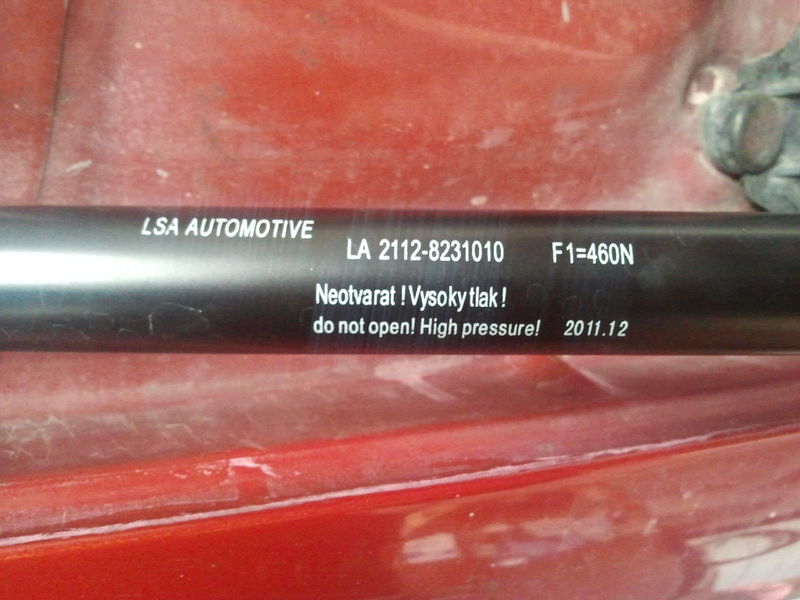 LSA AUTOMOTIVE
LA 2112-8231010 F1=460N
Neotvarat ! Vysoky tlak !
do not open! High pressure! 2011.12